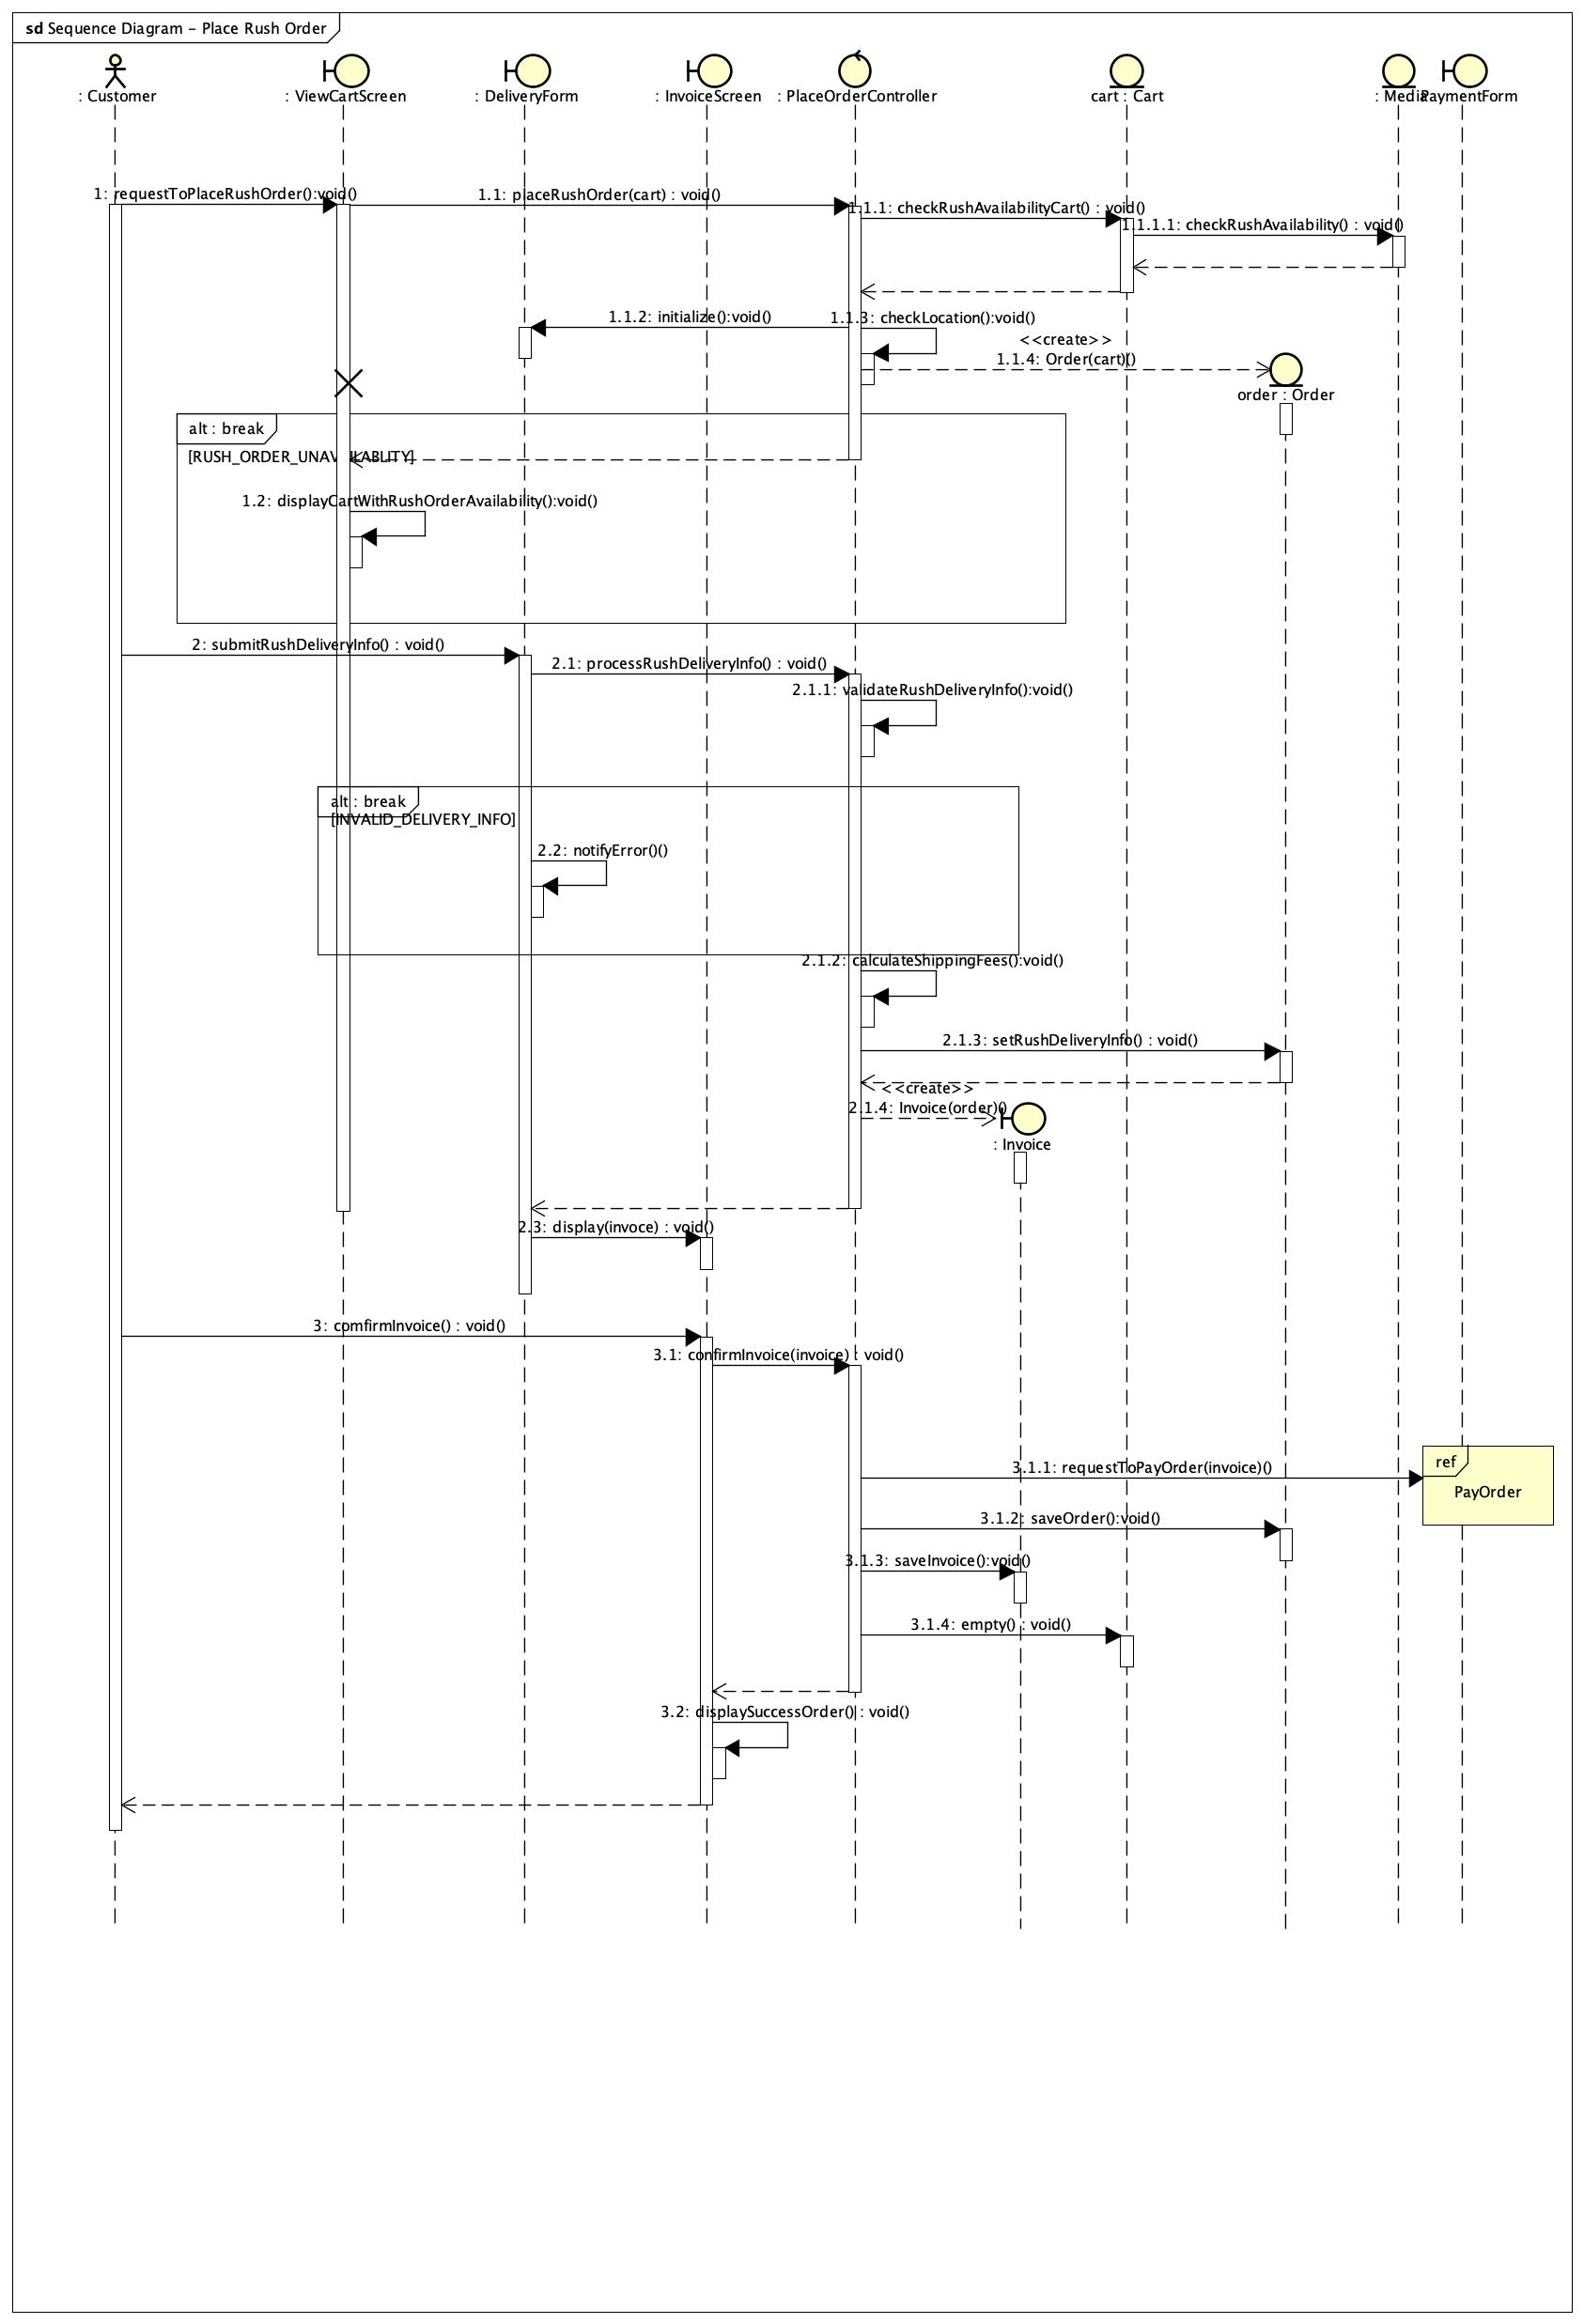 sd Sequence Diagram - Place Rush Order
: Customer
: ViewCartScreen
: DeliveryForm
: InvoiceScreen
: PlaceOrderController
cart : Cart
: Media
PaymentForm
1: requestToPlaceRushOrder():void()
1.1: placeRushOrder(cart) : void()
1.1.1: checkRushAvailabilityCart() : void()
1.1.1.1: checkRushAvailability() : void()
1.1.2: initialize():void()
1.1.3: checkLocation():void()
<<create>>
1.1.4: Order(cart)()
order : Order
alt : break
[RUSH_ORDER_UNAVAILABLITY]
1.2: displayCartWithRushOrderAvailability():void()
2: submitRushDeliveryInfo() : void()
2.1: processRushDeliveryInfo() : void()
2.1.1: validateRushDeliveryInfo():void()
alt : break
[INVALID_DELIVERY_INFO]
2.2: notifyError()()
2.1.2: calculateShippingFees():void()
2.1.3: setRushDeliveryInfo() : void()
<<create>>
2.1.4: Invoice(order)()
: Invoice
2.3: display(invoce) : void()
3: comfirmInvoice() : void()
3.1: confirmInvoice(invoice) : void()
ref
3.1.1: requestToPayOrder(invoice)()
PayOrder
3.1.2: saveOrder():void()
3.1.3: saveInvoice():void()
3.1.4: empty() : void()
3.2: displaySuccessOrder() : void()